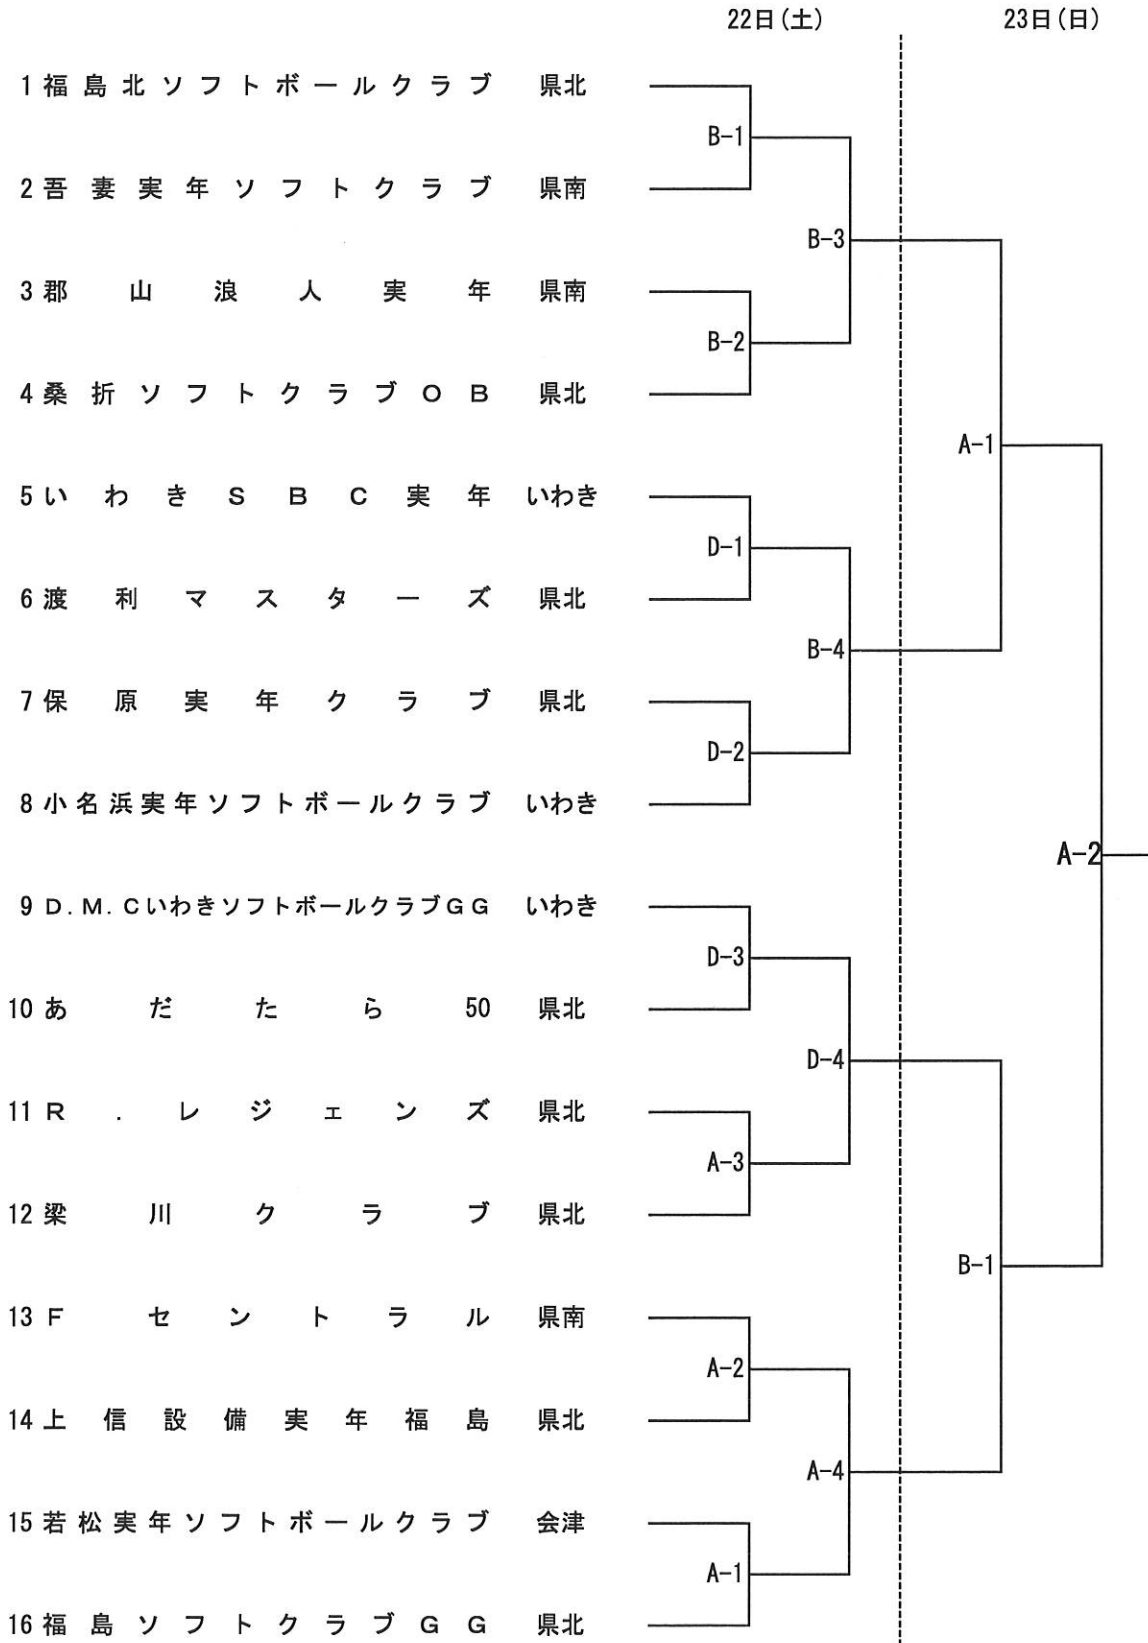 22日(土) 23日(日)
1 福島北ソフトボールクラブ 県北
B-1
2 吾妻実年ソフトクラブ 県南
B-3
3 郡山浪人実年 県南
B-2
4 桑折ソフトクラブOB 県北
A-1
5 いわきSBC実年 いわき
D-1
6 渡利マスターズ 県北
B-4
7 保原実年クラブ 県北
D-2
8 小名浜実年ソフトボールクラブ いわき
A-2
9 D.M.Cいわきソフトボールクラブ GG いわき
D-3
10 あだたら50 県北
D-4
11 R.レジェンズ 県北
A-3
12 梁川クラブ 県北
B-1
13 Fセントラル 県南
A-2
14 上信設備実年福島 県北
A-4
15 若松実年ソフトボールクラブ 会津
A-1
16 福島ソフトクラブGG 県北